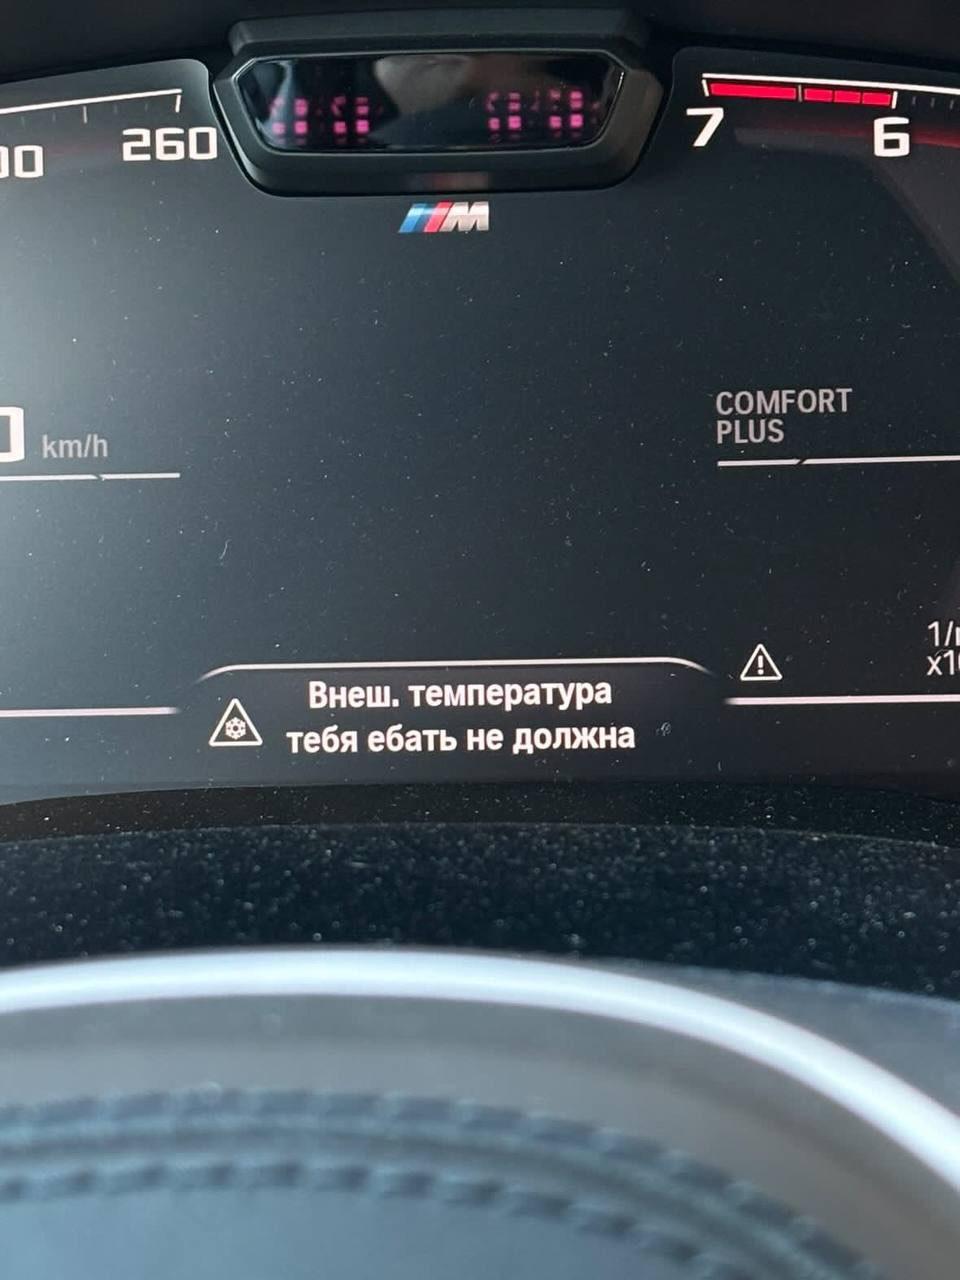 260
7
6
M
COMFORT
PLUS
km/h
Внеш. температура
тебя ебать не должна